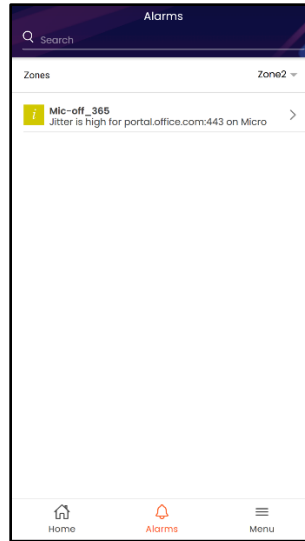 Alarms
Search
Zones
Zone2
i
Mic-off_365
Jitter is high for portal.office.com:443 on Micro
Home
Alarms
Menu